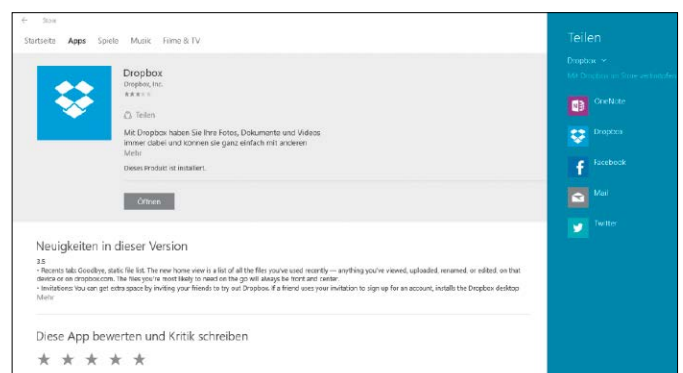 Store
Startseite Apps Spiele Musik Filme & TV
Dropbox
Dropbox, Inc.
Teilen
Mit Dropbox haben Sie Ihre Fotos, Dokumente und Videos
immer dabei und können sie ganz einfach mit anderen
Mehr
Dieses Produkt ist installiert.
Öffnen
Neuigkeiten in dieser Version
3.5
• Recents tab: Goodbye, static file list. The new home view is a list of all the files you've used recently — anything you've viewed, uploaded, renamed, or edited, on that
device or on dropbox.com. The files you're most likely to need on the go will always be front and center.
• Invitations: You can get extra space by inviting your friends to try out Dropbox. If a friend uses your invitation to sign up for an account, installs the Dropbox desktop
Mehr
Diese App bewerten und Kritik schreiben
Teilen
Dropbox
Mit Dropbox im Store verknüpfen
OneNote
Dropbox
Facebook
Mail
Twitter